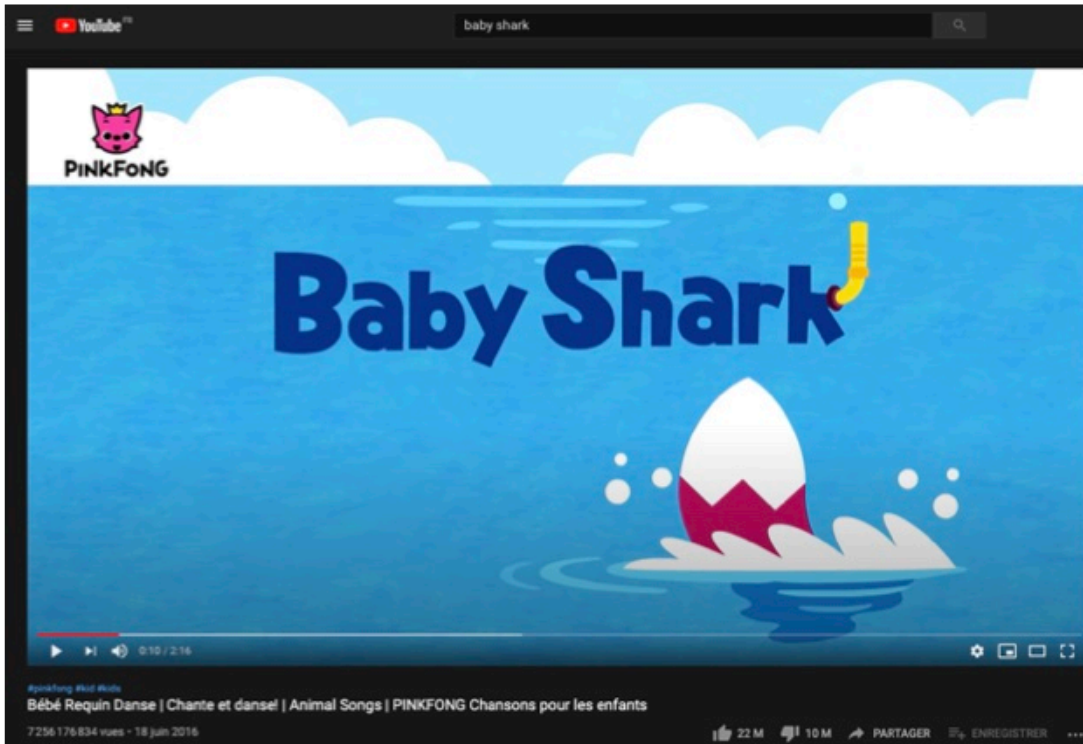 YouTube FR
baby shark
PINKFONG
Baby Shark
0:10 / 2:16
#pinkfong #kid #kids
Bébé Requin Danse | Chante et danse! | Animal Songs | PINKFONG Chansons pour les enfants
7 256 176 834 vues • 18 juin 2016
22 M 10 M PARTAGER ENREGISTRER